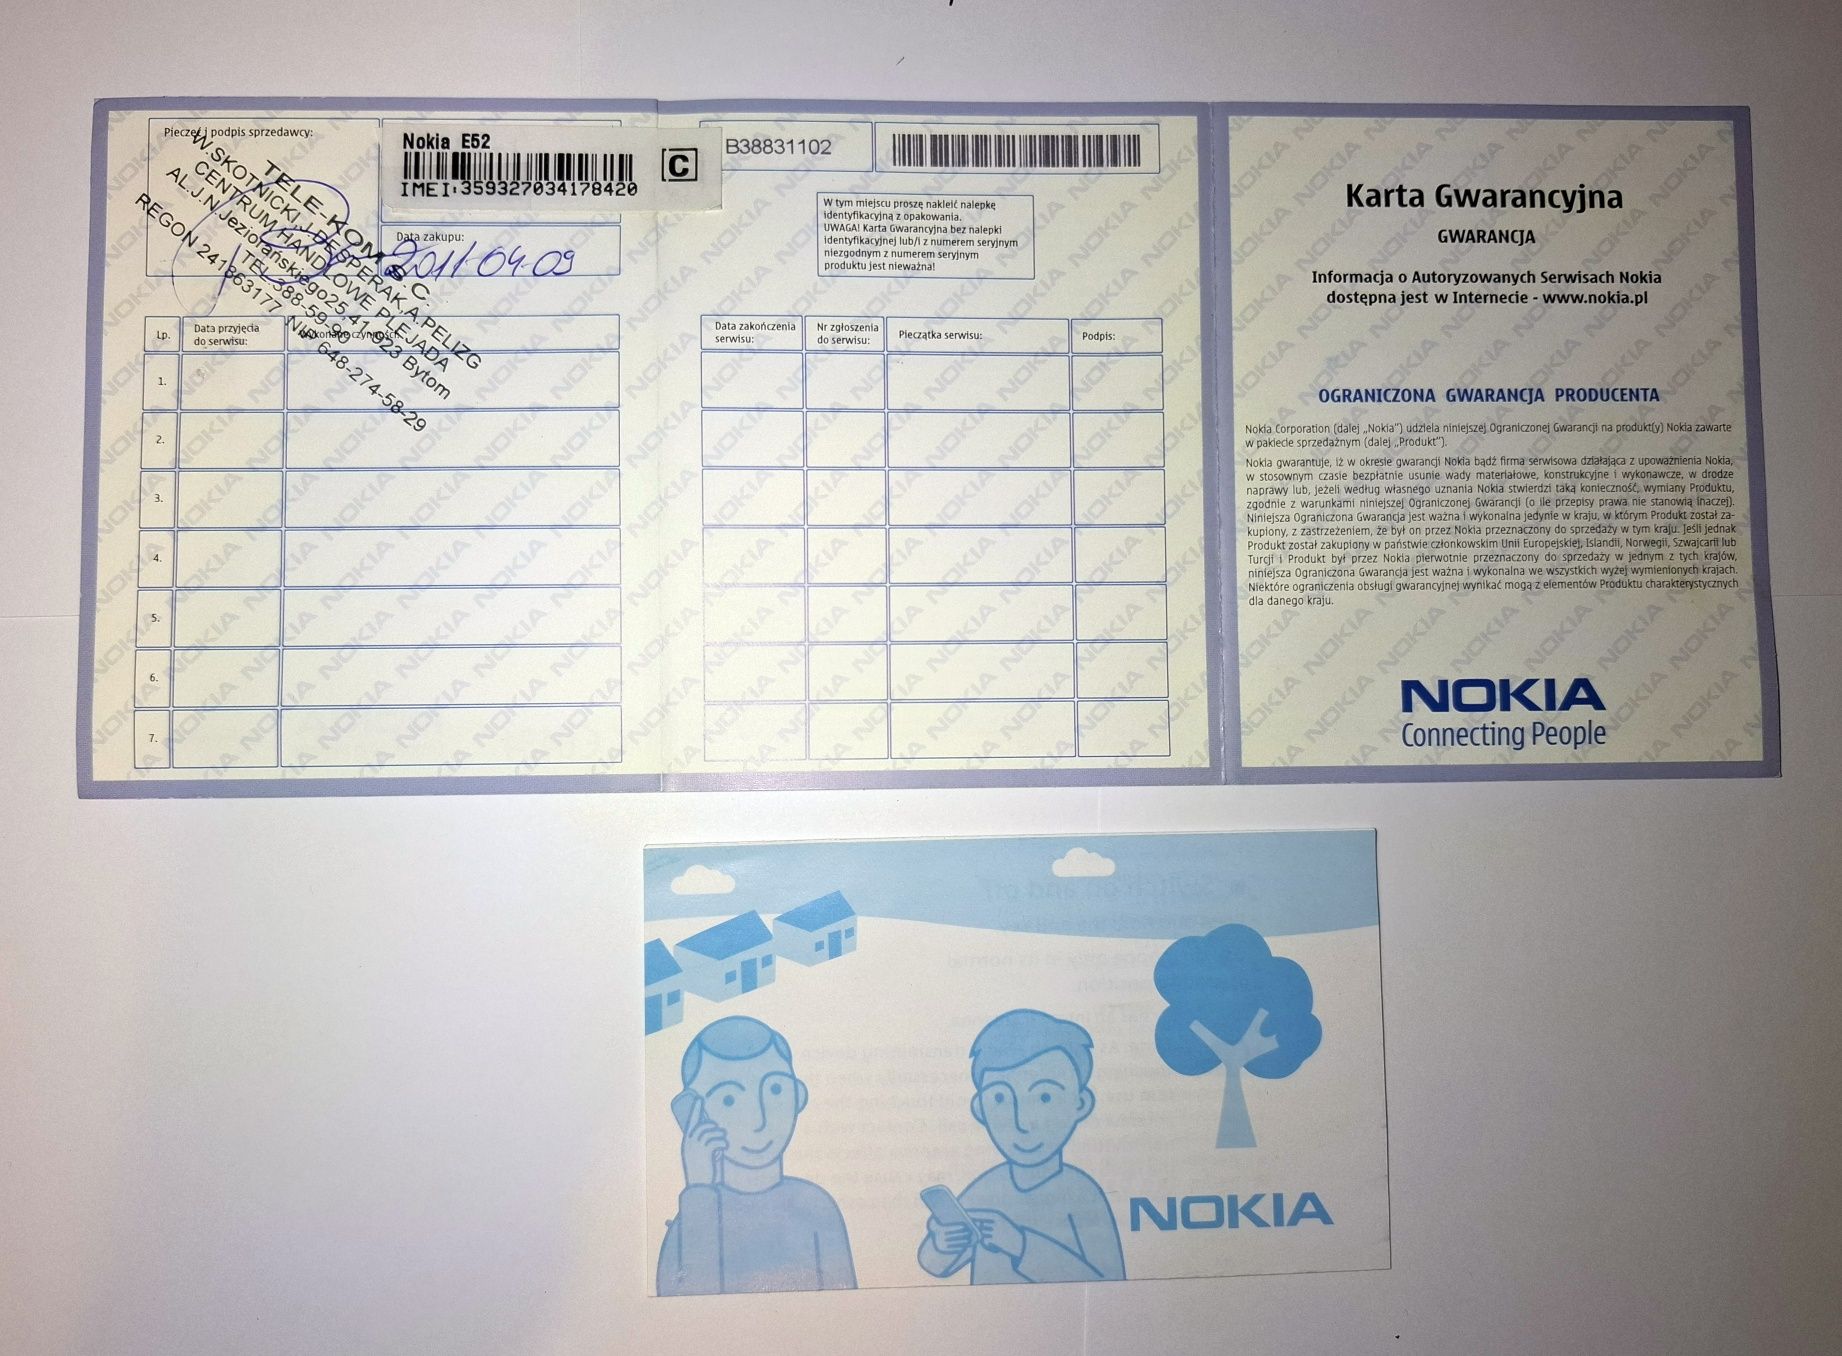 Pieczęć i podpis sprzedawcy:
TELE-KOM S.C.
W.SKOTNICKI,J.DESPERAK,A.PELIZG
CENTRUM HANDLOWE PLEJADA
AL.J.N.Jeziorańskiego25,41-923 Bytom
TEL.388-59-90
REGON 241863177 NIP 648-274-58-29
Nokia E52
IMEI:359327034178420
C
Data zakupu:
2011-04-09
B38831102
W tym miejscu proszę nakleić nalepkę
identyfikacyjną z opakowania.
UWAGA! Karta Gwarancyjna bez nalepki
identyfikacyjnej lub/i z numerem seryjnym
niezgodnym z numerem seryjnym
produktu jest nieważna!
Lp. Data przyjęcia do serwisu: Wykonane czynności:
1.
2.
3.
4.
5.
6.
7.
Data zakończenia serwisu: Nr zgłoszenia do serwisu: Pieczątka serwisu: Podpis:
Karta Gwarancyjna
GWARANCJA
Informacja o Autoryzowanych Serwisach Nokia
dostępna jest w Internecie - www.nokia.pl
OGRANICZONA GWARANCJA PRODUCENTA
Nokia Corporation (dalej „Nokia”) udziela niniejszej Ograniczonej Gwarancji na produkt(y) Nokia zawarte
w pakiecie sprzedażnym (dalej „Produkt”).
Nokia gwarantuje, iż w okresie gwarancji Nokia bądź firma serwisowa działająca z upoważnienia Nokia,
w stosownym czasie bezpłatnie usunie wady materiałowe, konstrukcyjne i wykonawcze, w drodze
naprawy lub, jeżeli według własnego uznania Nokia stwierdzi taką konieczność, wymiany Produktu,
zgodnie z warunkami niniejszej Ograniczonej Gwarancji (o ile przepisy prawa nie stanowią inaczej).
Niniejsza Ograniczona Gwarancja jest ważna i wykonalna jedynie w kraju, w którym Produkt został za-
kupiony, z zastrzeżeniem, że był on przez Nokia przeznaczony do sprzedaży w tym kraju. Jeśli jednak
Produkt został zakupiony w państwie członkowskim Unii Europejskiej, Islandii, Norwegii, Szwajcarii lub
Turcji i Produkt był przez Nokia pierwotnie przeznaczony do sprzedaży w jednym z tych krajów,
niniejsza Ograniczona Gwarancja jest ważna i wykonalna we wszystkich wyżej wymienionych krajach.
Niektóre ograniczenia obsługi gwarancyjnej wynikać mogą z elementów Produktu charakterystycznych
dla danego kraju.
NOKIA
Connecting People
NOKIA